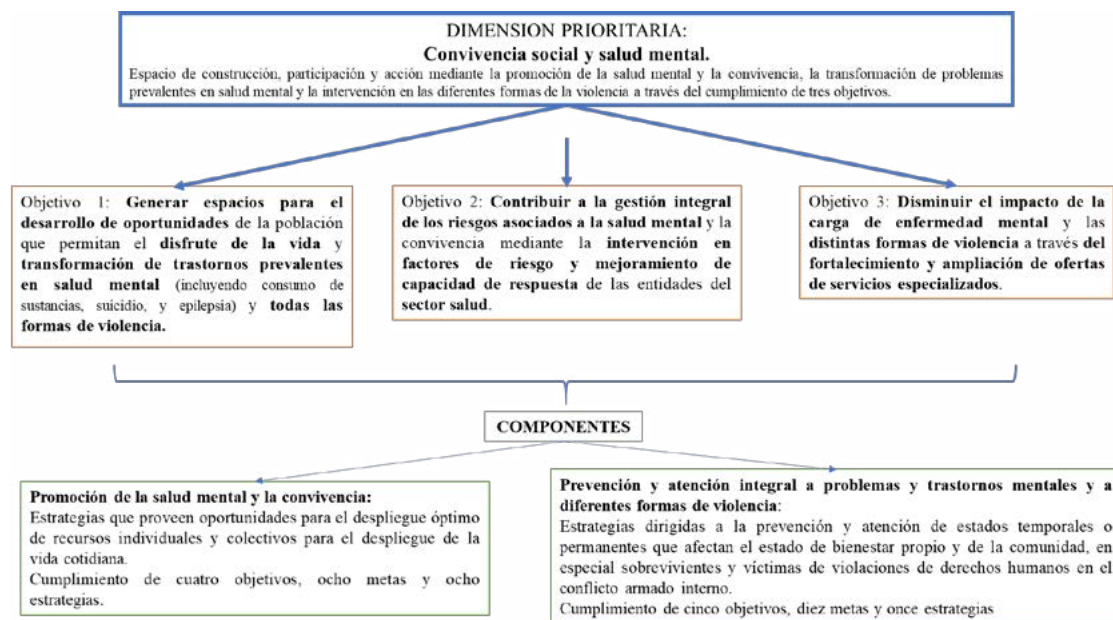 DIMENSION PRIORITARIA:
Convivencia social y salud mental.
Espacio de construcción, participación y acción mediante la promoción de la salud mental y la convivencia, la transformación de problemas
prevalentes en salud mental y la intervención en las diferentes formas de la violencia a través del cumplimiento de tres objetivos.
Objetivo 1: Generar espacios para el
desarrollo de oportunidades de la población
que permitan el disfrute de la vida y
transformación de trastornos prevalentes
en salud mental (incluyendo consumo de
sustancias, suicidio, y epilepsia) y todas las
formas de violencia.
Objetivo 2: Contribuir a la gestión integral
de los riesgos asociados a la salud mental y la
convivencia mediante la intervención en
factores de riesgo y mejoramiento de
capacidad de respuesta de las entidades del
sector salud.
Objetivo 3: Disminuir el impacto de la
carga de enfermedad mental y las
distintas formas de violencia a través del
fortalecimiento y ampliación de ofertas
de servicios especializados.
COMPONENTES
Promoción de la salud mental y la convivencia:
Estrategias que proveen oportunidades para el despliegue óptimo
de recursos individuales y colectivos para el despliegue de la
vida cotidiana.
Cumplimiento de cuatro objetivos, ocho metas y ocho
estrategias.
Prevención y atención integral a problemas y trastornos mentales y a
diferentes formas de violencia:
Estrategias dirigidas a la prevención y atención de estados temporales o
permanentes que afectan el estado de bienestar propio y de la comunidad, en
especial sobrevivientes y víctimas de violaciones de derechos humanos en el
conflicto armado interno.
Cumplimiento de cinco objetivos, diez metas y once estrategias